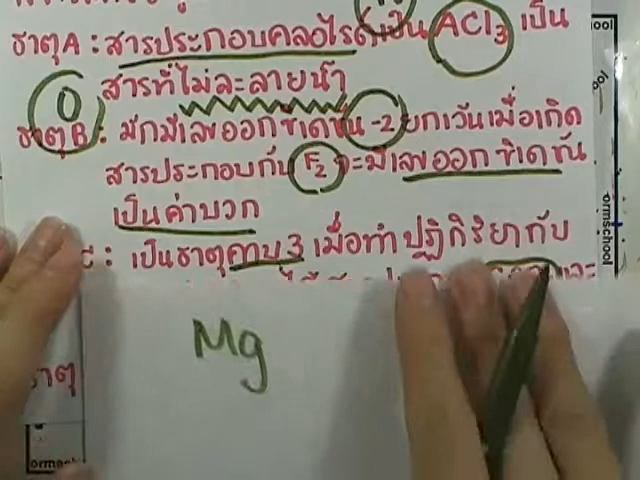 ธาตุA : สารประกอบคลอไรด์เป็น ACl3 เป็น
สารที่ไม่ละลายน้ำ
O
ธาตุB : มักมีเลขออกซิเดชัน -2 ยกเว้นเมื่อเกิด
สารประกอบกับ F2 จะมีเลขออกซิเดชัน
เป็นค่าบวก
C : เป็นธาตุคาบ 3 เมื่อทำปฏิกิริยากับ
Mg
ธาตุ
ormschool